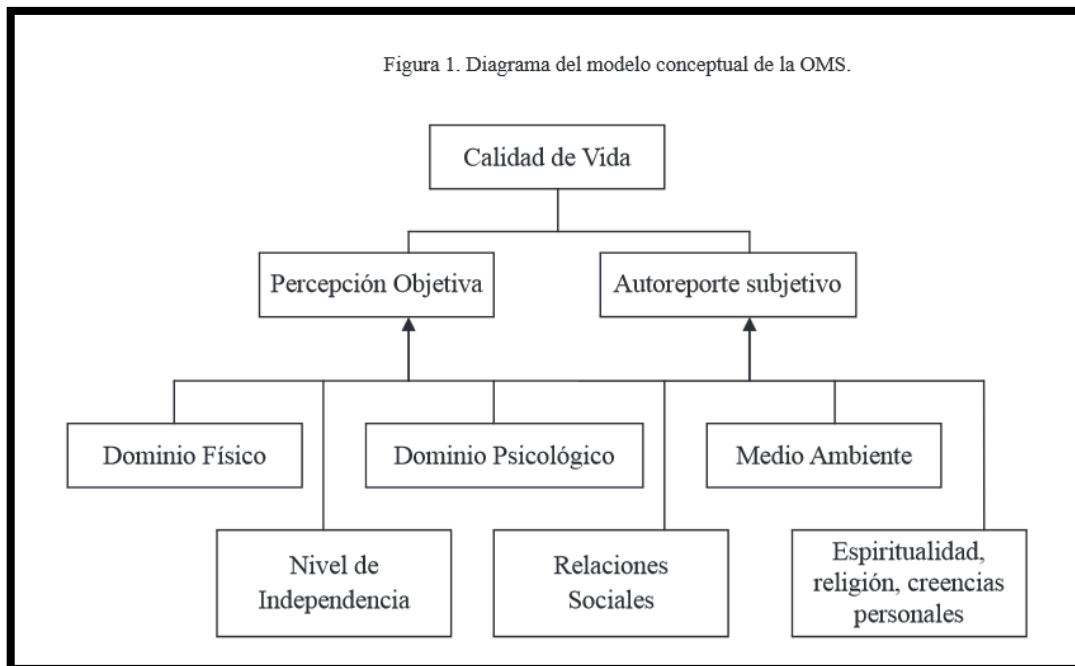 Figura 1. Diagrama del modelo conceptual de la OMS.
Calidad de Vida
Percepción Objetiva
Autoreporte subjetivo
Dominio Físico
Dominio Psicológico
Medio Ambiente
Nivel de
Independencia
Relaciones
Sociales
Espiritualidad,
religión, creencias
personales